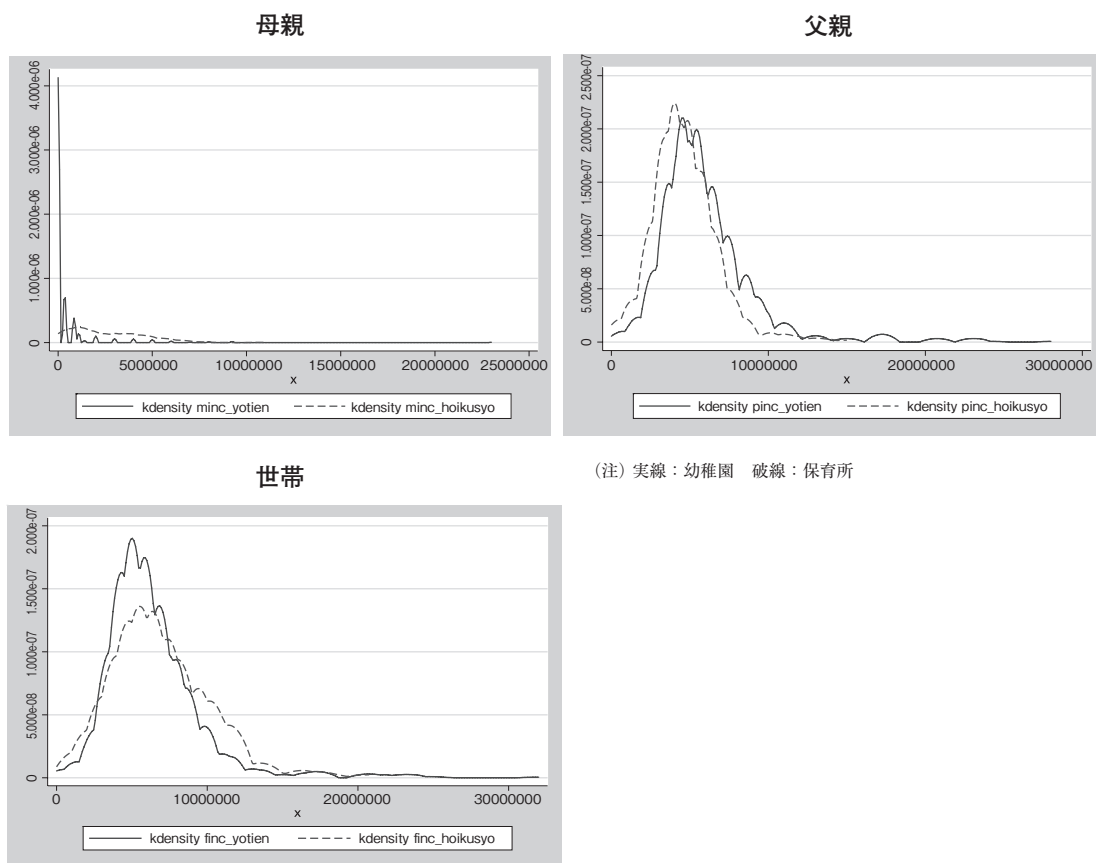 母親
4.000e-06
3.000e-06
2.000e-06
1.000e-06
0
0 5000000 10000000 15000000 20000000 25000000
x
kdensity minc_yotien kdensity minc_hoikusyo
父親
2.500e-07
2.000e-07
1.500e-07
1.000e-07
5.000e-08
0
0 10000000 20000000 30000000
x
kdensity pinc_yotien kdensity pinc_hoikusyo
世帯
2.000e-07
1.500e-07
1.000e-07
5.000e-08
0
0 10000000 20000000 30000000
x
kdensity finc_yotien kdensity finc_hoikusyo
（注）実線：幼稚園 破線：保育所